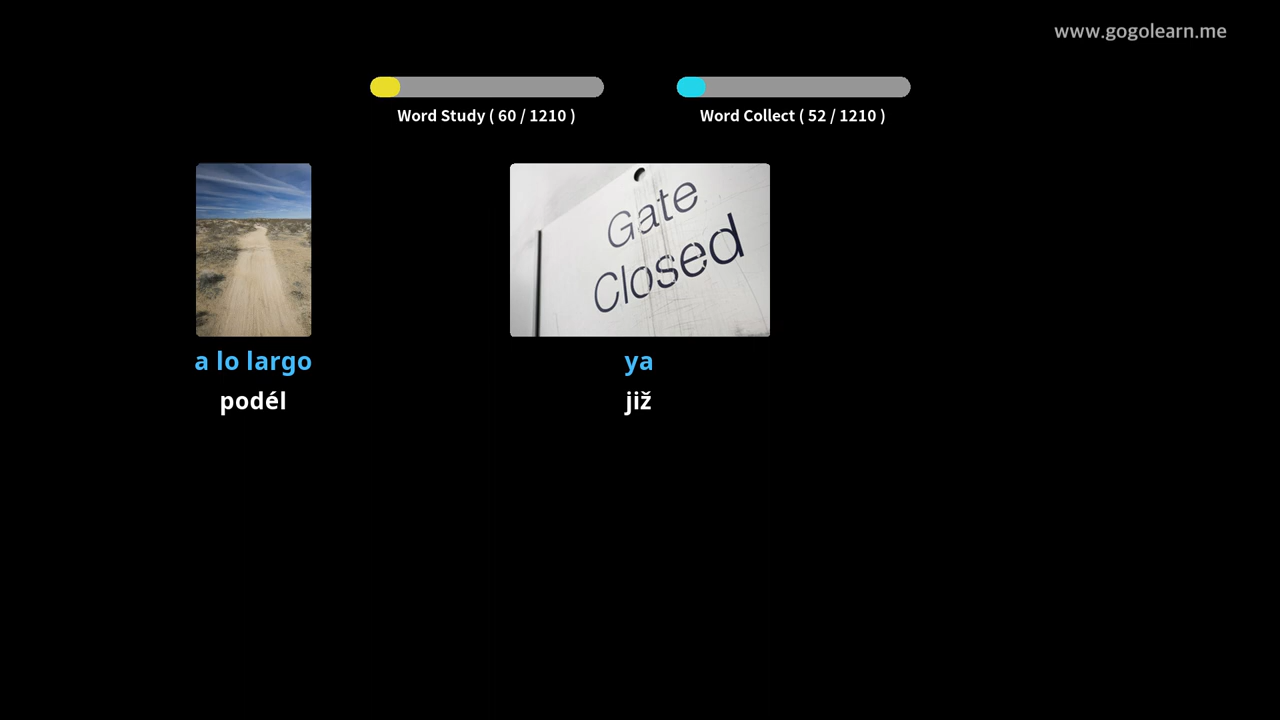 www.gogolearn.me
Word Study ( 60 / 1210 )
Word Collect ( 52 / 1210 )
Gate
Closed
a lo largo
ya
podél
již